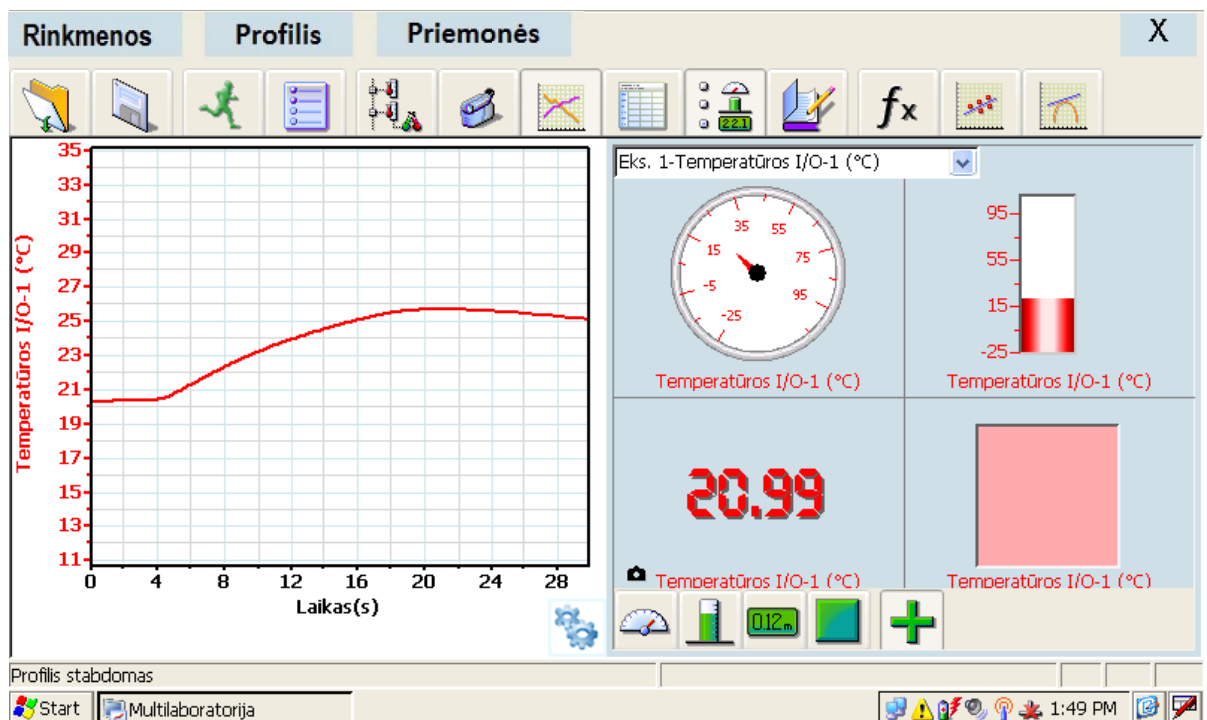 Rinkmenos Profilis Priemonės X
22.1 fx
Temperatūros I/O-1 (°C)
35
33
31
29
27
25
23
21
19
17
15
13
11
0 4 8 12 16 20 24 28
Laikas(s)
Eks. 1-Temperatūros I/O-1 (°C)
-25 -5 15 35 55 75 95
Temperatūros I/O-1 (°C)
95
55
15
-25
Temperatūros I/O-1 (°C)
20.99
Temperatūros I/O-1 (°C)
Temperatūros I/O-1 (°C)
0.12m
Profilis stabdomas
Start Multilaboratorija 1:49 PM